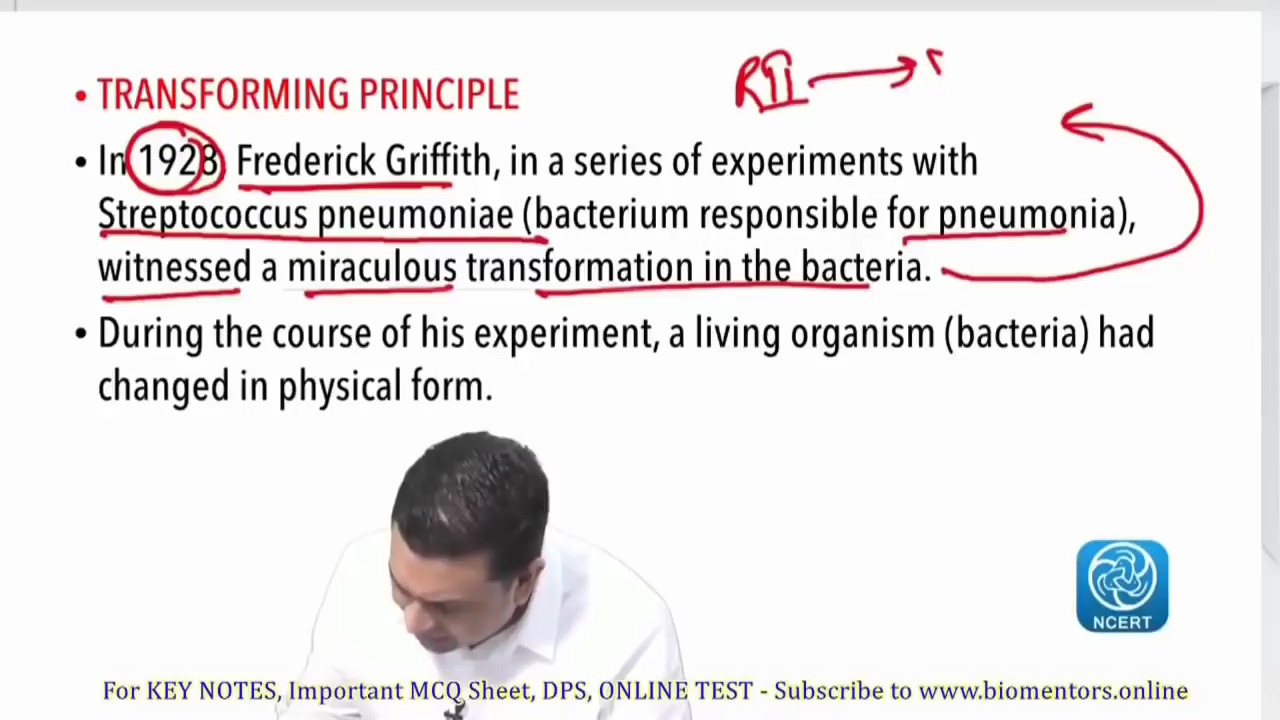 • TRANSFORMING PRINCIPLE
RII
• In 1928, Frederick Griffith, in a series of experiments with
Streptococcus pneumoniae (bacterium responsible for pneumonia),
witnessed a miraculous transformation in the bacteria.
• During the course of his experiment, a living organism (bacteria) had
changed in physical form.
NCERT
For KEY NOTES, Important MCQ Sheet, DPS, ONLINE TEST - Subscribe to www.biomentors.online